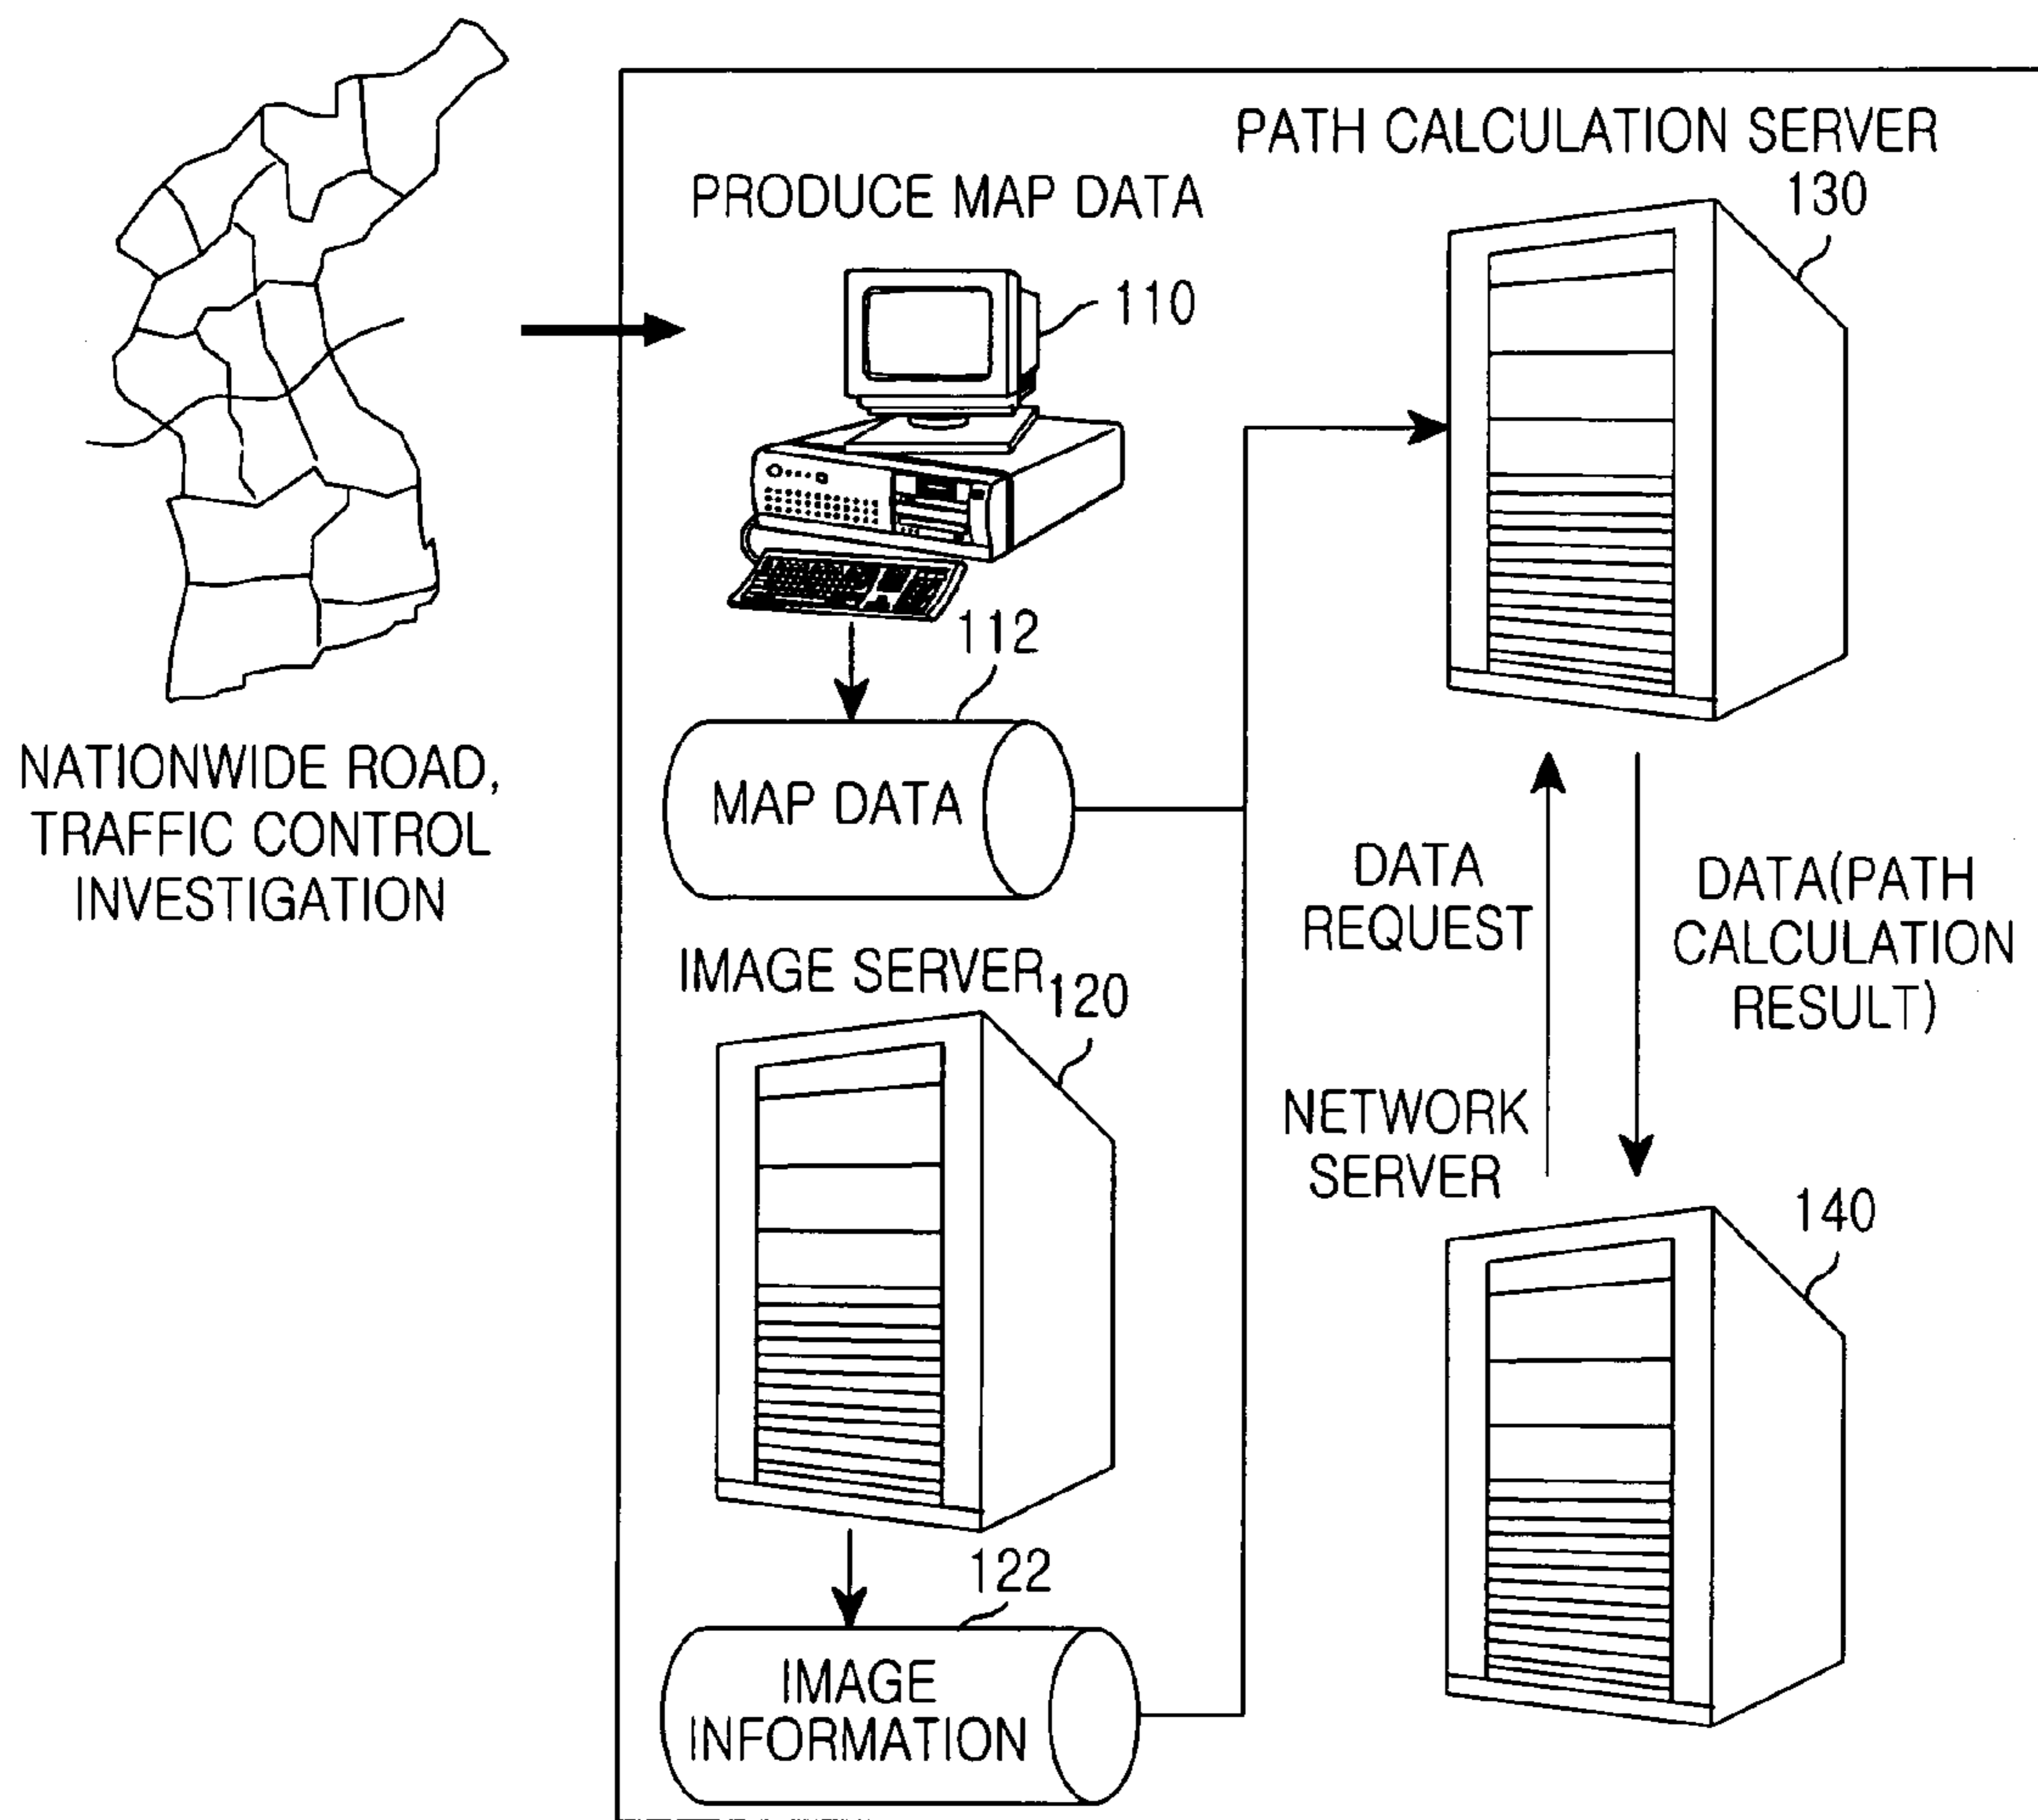 PATH CALCULATION SERVER
130
PRODUCE MAP DATA
110
112
NATIONWIDE ROAD,
TRAFFIC CONTROL
INVESTIGATION
MAP DATA
DATA
REQUEST
DATA(PATH
CALCULATION
RESULT)
IMAGE SERVER
120
NETWORK
SERVER
140
122
IMAGE
INFORMATION